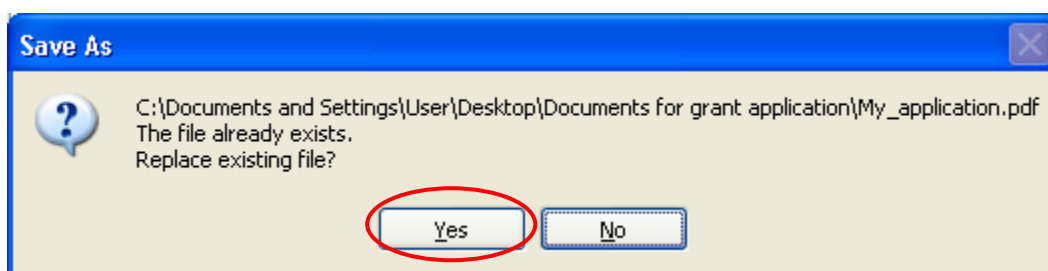 Save As
C:\Documents and Settings\User\Desktop\Documents for grant application\My_application.pdf
The file already exists.
Replace existing file?
Yes No